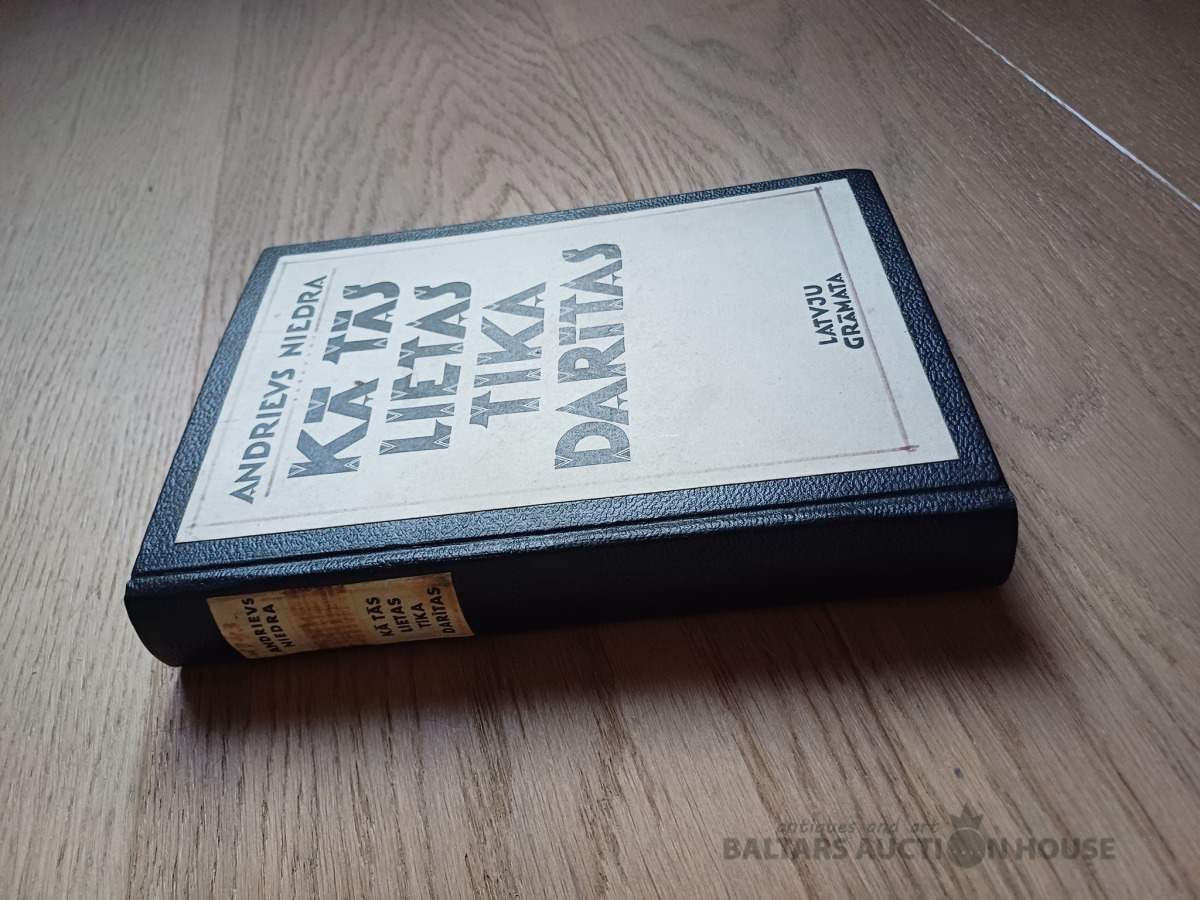 ANDRIEVS NIEDRA
KĀ TĀS
LIETAS
TIKA
DARĪTAS
LATVJU
GRĀMATA
ANDRIEVS
NIEDRA
KĀ TĀS
LIETAS
TIKA
DARĪTAS
antiques and art
BALTARS AUCTION HOUSE